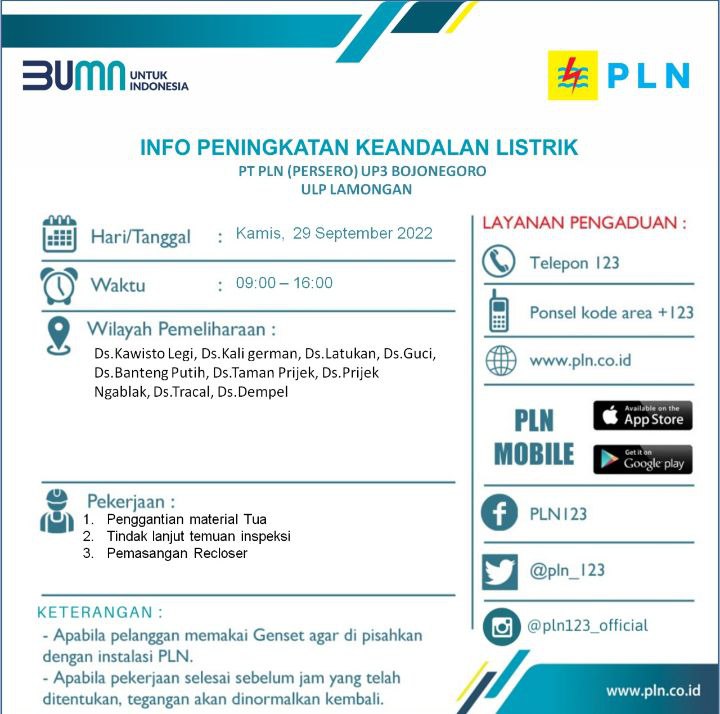 BUMN UNTUK
INDONESIA
PLN
INFO PENINGKATAN KEANDALAN LISTRIK
PT PLN (PERSERO) UP3 BOJONEGORO
ULP LAMONGAN
Hari/Tanggal : Kamis, 29 September 2022
Waktu : 09:00 – 16:00
Wilayah Pemeliharaan :
Ds.Kawisto Legi, Ds.Kali german, Ds.Latukan, Ds.Guci,
Ds.Banteng Putih, Ds.Taman Prijek, Ds.Prijek
Ngablak, Ds.Tracal, Ds.Dempel
Pekerjaan :
1. Penggantian material Tua
2. Tindak lanjut temuan inspeksi
3. Pemasangan Recloser
KETERANGAN :
- Apabila pelanggan memakai Genset agar di pisahkan
dengan instalasi PLN.
- Apabila pekerjaan selesai sebelum jam yang telah
ditentukan, tegangan akan dinormalkan kembali.
LAYANAN PENGADUAN :
Telepon 123
Ponsel kode area +123
www.pln.co.id
PLN
MOBILE
Available on the
App Store
Get it on
Google play
PLN123
@pln_123
@pln123_official
www.pln.co.id